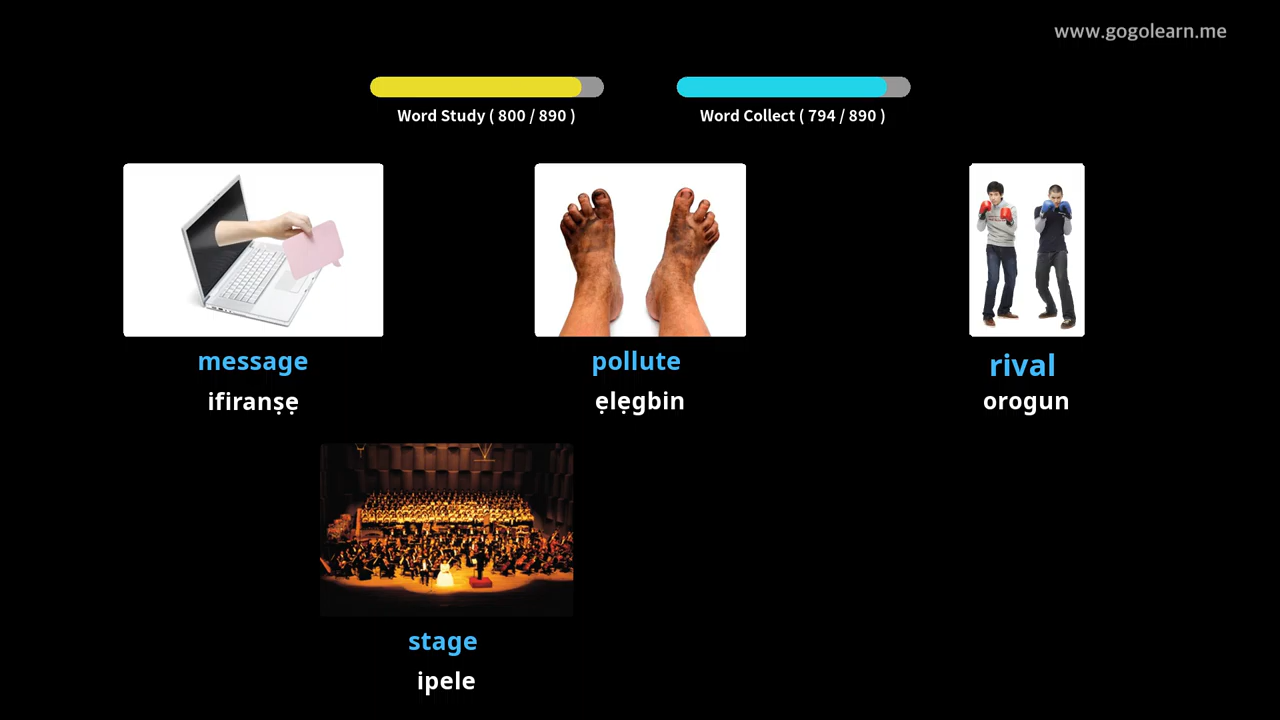 www.gogolearn.me
Word Study ( 800 / 890 )
Word Collect ( 794 / 890 )
message
ifiranṣẹ
pollute
ẹlẹgbin
rival
orogun
stage
ipele